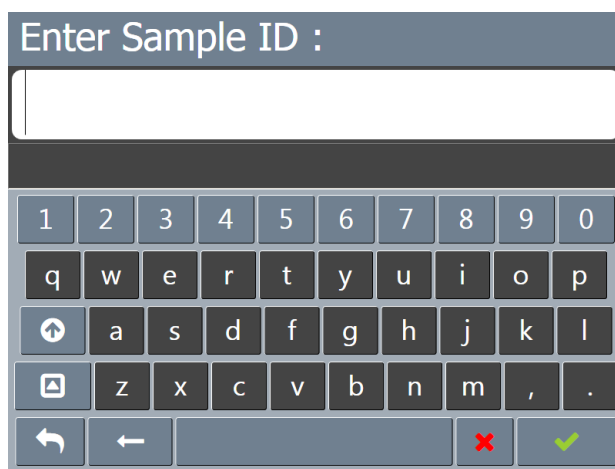 Enter Sample ID :
1 2 3 4 5 6 7 8 9 0
q w e r t y u i o p
a s d f g h j k l
z x c v b n m , .